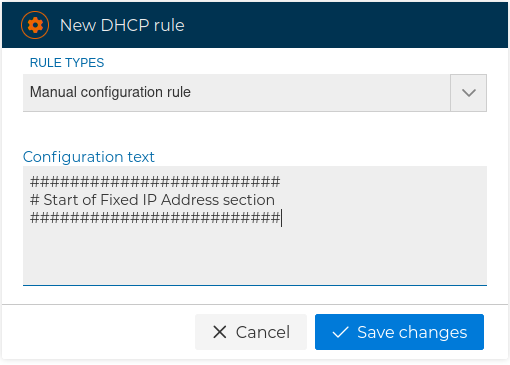 New DHCP rule
RULE TYPES
Manual configuration rule
Configuration text
#########################
# Start of Fixed IP Address section
#########################
Cancel
Save changes